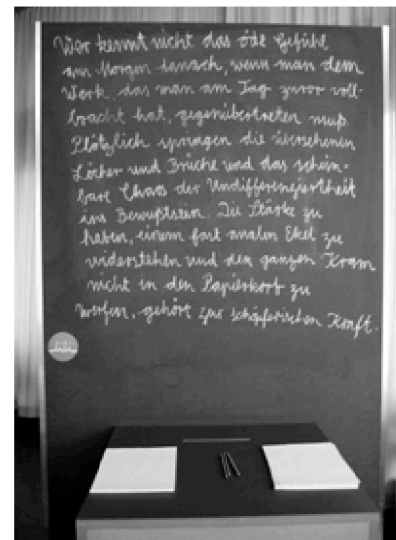 Wer kennt nicht das öde Gefühl
am Morgen danach, wenn man dem
Werk, das man am Tag zuvor voll-
bracht hat, gegenübertreten muß.
Plötzlich springen die übersehenen
Löcher und Brüche und das schein-
bare Chaos der Undifferenziertheit
ins Bewußtsein. Die Stärke zu
haben, einem fast analen Ekel zu
widerstehen und den ganzen Kram
nicht in den Papierkorb zu
werfen, gehört zur schöpferischen Kraft.